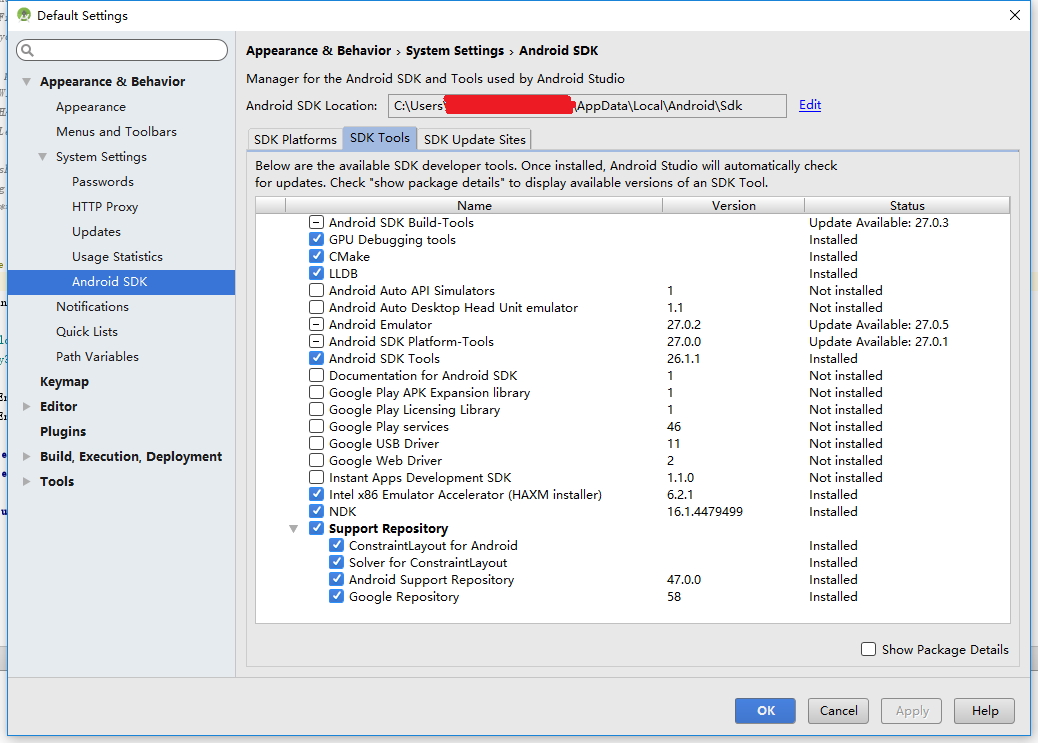 Default Settings
Appearance & Behavior
Appearance
Menus and Toolbars
System Settings
Passwords
HTTP Proxy
Updates
Usage Statistics
Android SDK
Notifications
Quick Lists
Path Variables
Keymap
Editor
Plugins
Build, Execution, Deployment
Tools
Appearance & Behavior › System Settings › Android SDK
Manager for the Android SDK and Tools used by Android Studio
Android SDK Location: C:\Users\ \AppData\Local\Android\Sdk Edit
SDK Platforms SDK Tools SDK Update Sites
Below are the available SDK developer tools. Once installed, Android Studio will automatically check
for updates. Check "show package details" to display available versions of an SDK Tool.
Name Version Status
Android SDK Build-Tools Update Available: 27.0.3
GPU Debugging tools Installed
CMake Installed
LLDB Installed
Android Auto API Simulators 1 Not installed
Android Auto Desktop Head Unit emulator 1.1 Not installed
Android Emulator 27.0.2 Update Available: 27.0.5
Android SDK Platform-Tools 27.0.0 Update Available: 27.0.1
Android SDK Tools 26.1.1 Installed
Documentation for Android SDK 1 Not installed
Google Play APK Expansion library 1 Not installed
Google Play Licensing Library 1 Not installed
Google Play services 46 Not installed
Google USB Driver 11 Not installed
Google Web Driver 2 Not installed
Instant Apps Development SDK 1.1.0 Not installed
Intel x86 Emulator Accelerator (HAXM installer) 6.2.1 Installed
NDK 16.1.4479499 Installed
Support Repository
ConstraintLayout for Android Installed
Solver for ConstraintLayout Installed
Android Support Repository 47.0.0 Installed
Google Repository 58 Installed
Show Package Details
OK Cancel Apply Help